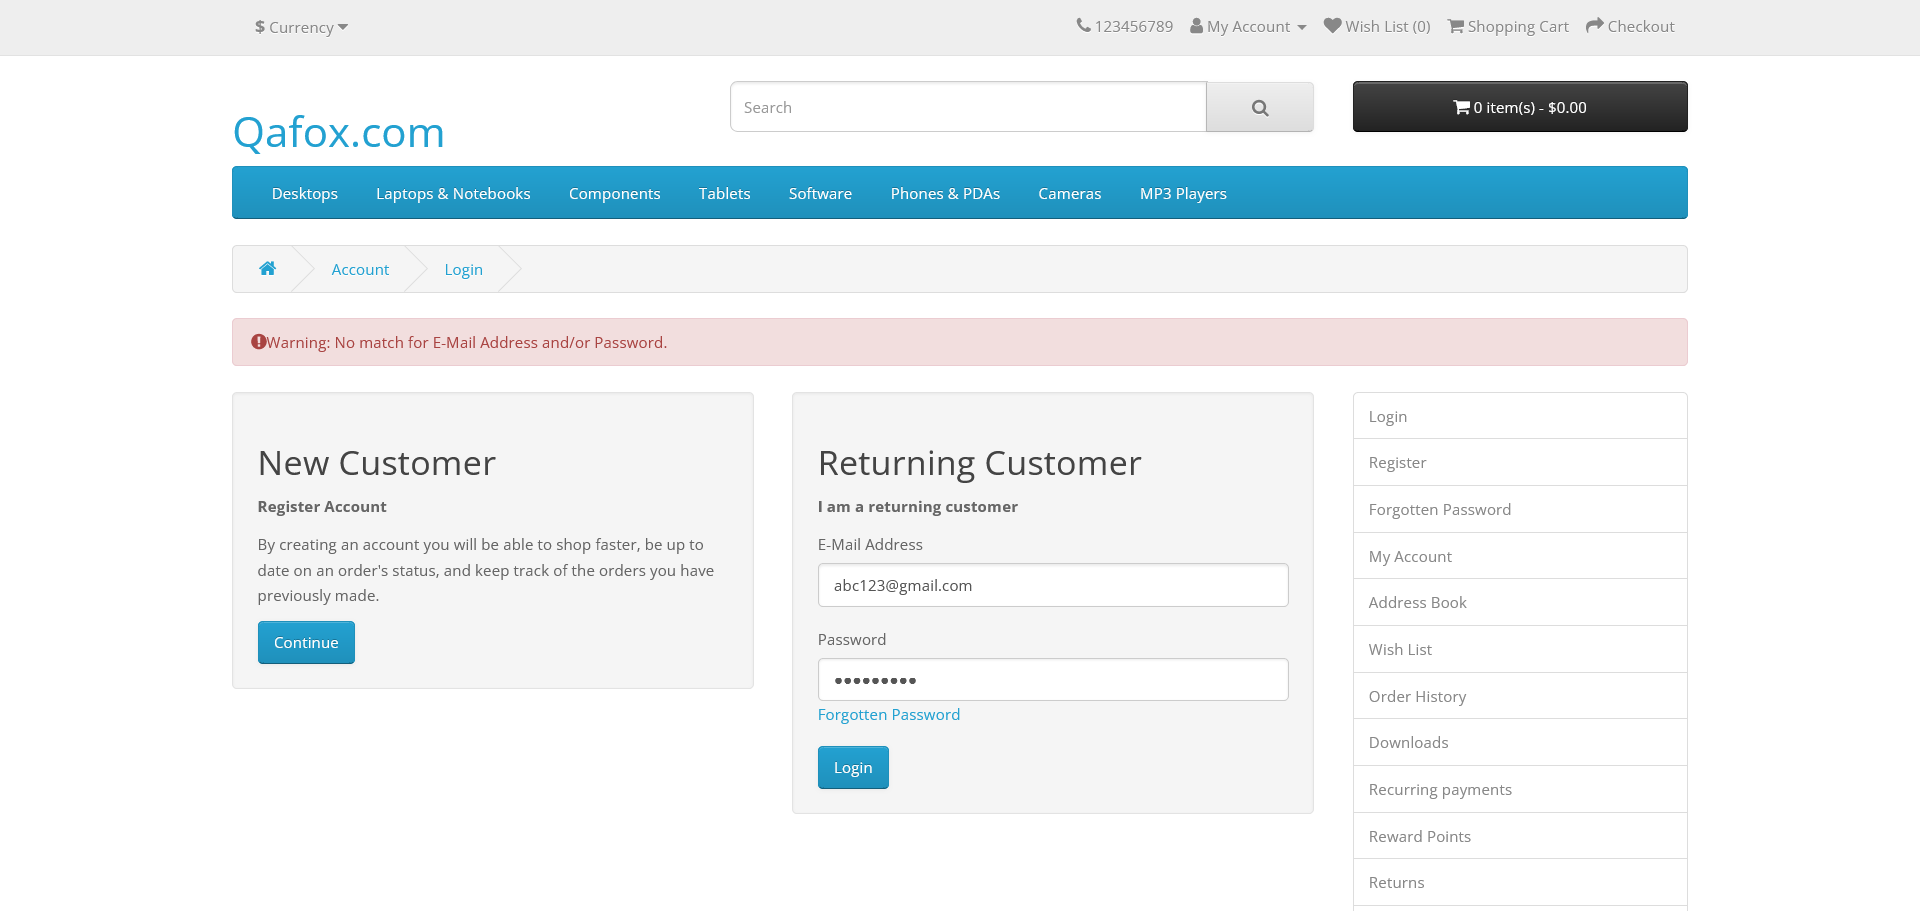 $ Currency
123456789 My Account Wish List (0) Shopping Cart Checkout
Qafox.com
Search
0 item(s) - $0.00
Desktops Laptops & Notebooks Components Tablets Software Phones & PDAs Cameras MP3 Players
Account Login
Warning: No match for E-Mail Address and/or Password.
New Customer
Register Account
By creating an account you will be able to shop faster, be up to
date on an order's status, and keep track of the orders you have
previously made.
Continue
Returning Customer
I am a returning customer
E-Mail Address
abc123@gmail.com
Password
•••••••••
Forgotten Password
Login
Login
Register
Forgotten Password
My Account
Address Book
Wish List
Order History
Downloads
Recurring payments
Reward Points
Returns